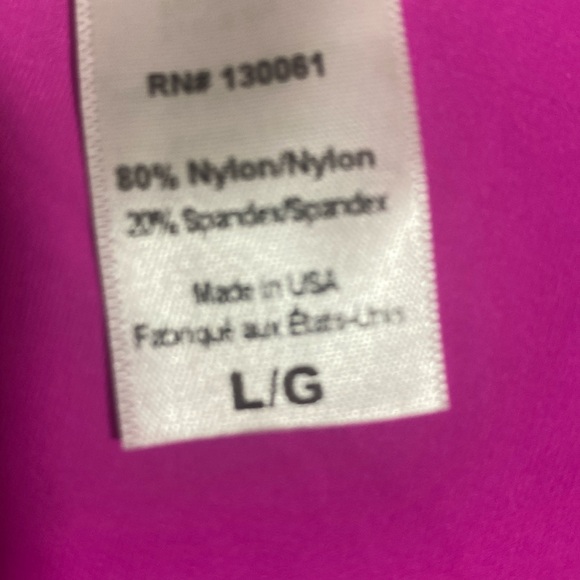 RN# 130061
80% Nylon/Nylon
20% Spandex/Spandex
Made in USA
Fabriqué aux États-Unis
L/G